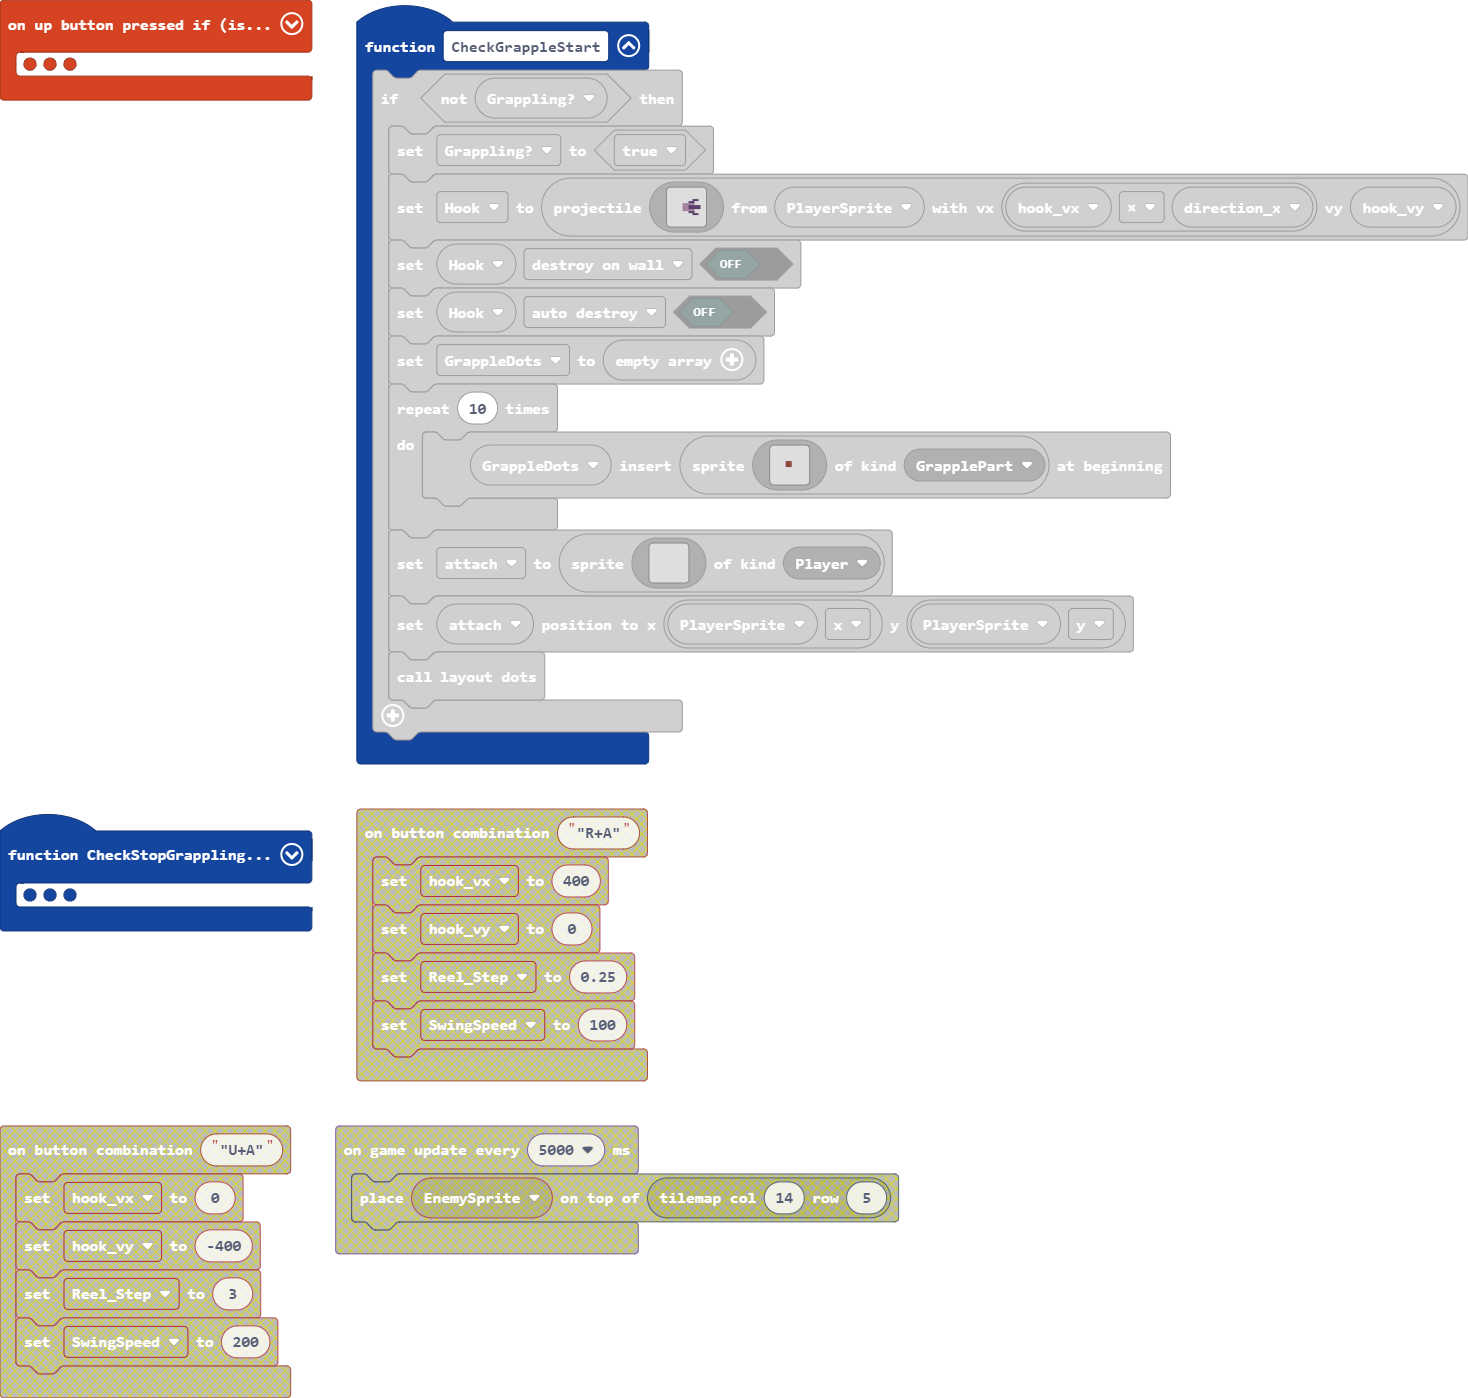 on up button pressed if (is...
function CheckGrappleStart
if not Grappling? then
set Grappling? to true
set Hook to projectile from PlayerSprite with vx hook_vx × direction_x vy hook_vy
set Hook destroy on wall OFF
set Hook auto destroy OFF
set GrappleDots to empty array
repeat 10 times
do
GrappleDots insert sprite of kind GrapplePart at beginning
set attach to sprite of kind Player
set attach position to x PlayerSprite x y PlayerSprite y
call layout dots
function CheckStopGrappling...
on button combination ""R+A""
set hook_vx to 400
set hook_vy to 0
set Reel_Step to 0.25
set SwingSpeed to 100
on button combination ""U+A""
set hook_vx to 0
set hook_vy to -400
set Reel_Step to 3
set SwingSpeed to 200
on game update every 5000 ms
place EnemySprite on top of tilemap col 14 row 5